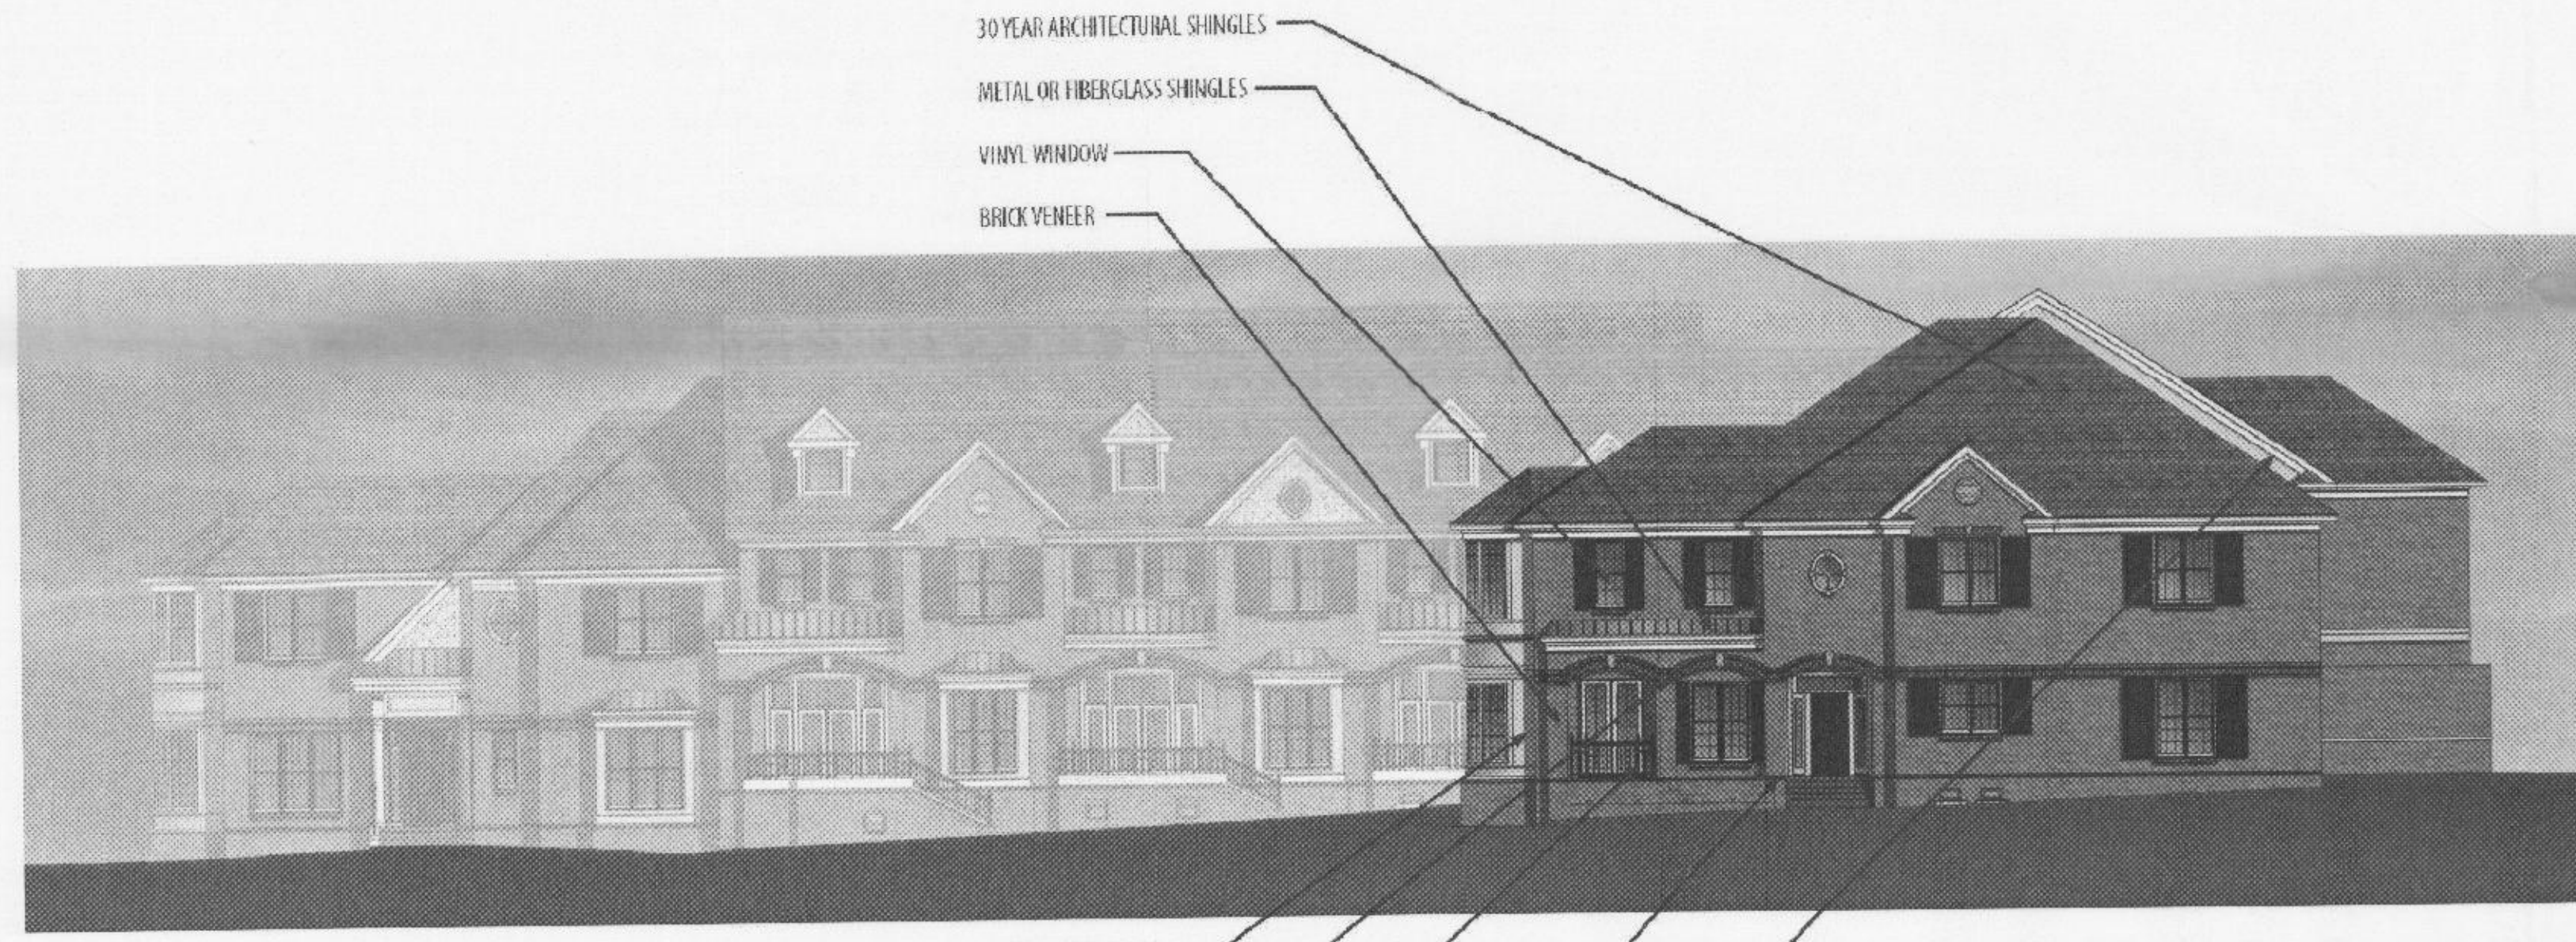 30 YEAR ARCHITECTURAL SHINGLES
METAL OR FIBERGLASS SHINGLES
VINYL WINDOW
BRICK VENEER